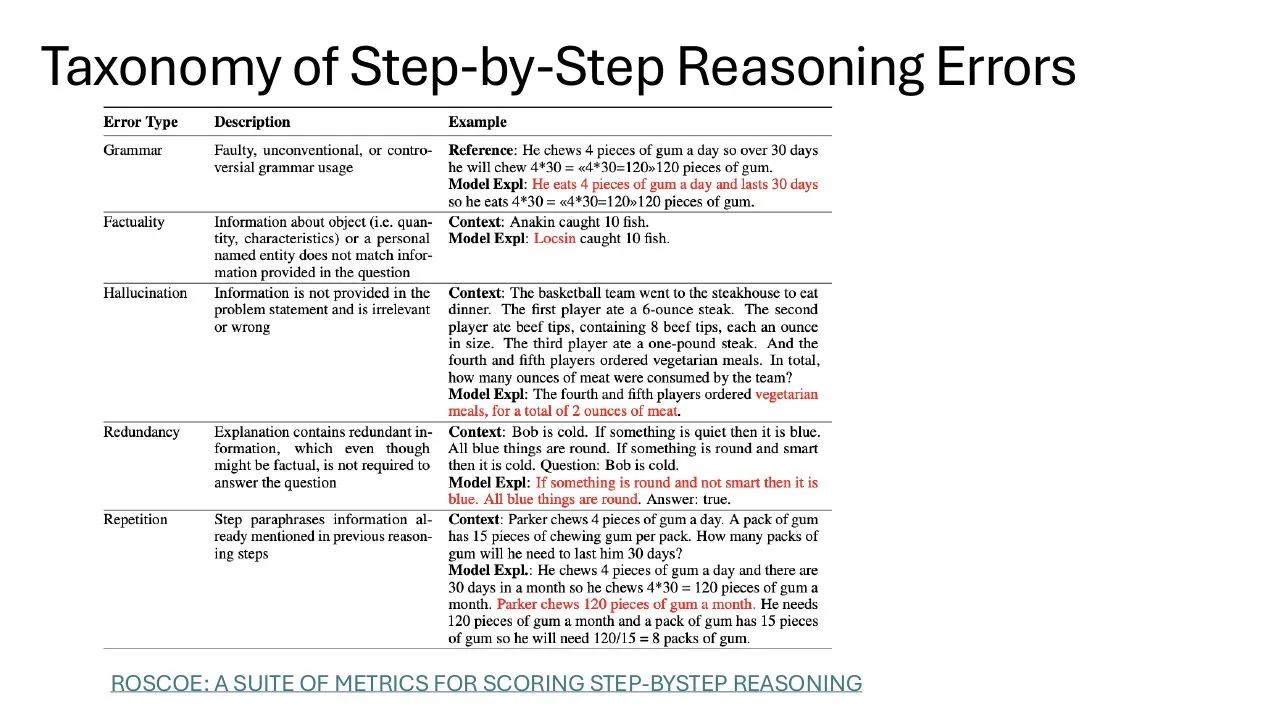 Taxonomy of Step-by-Step Reasoning Errors
Error Type Description Example
Grammar
Faulty, unconventional, or contro-
versial grammar usage
Reference: He chews 4 pieces of gum a day so over 30 days
he will chew 4*30 = «4*30=120»120 pieces of gum.
Model Expl: He eats 4 pieces of gum a day and lasts 30 days
so he eats 4*30 = «4*30=120»120 pieces of gum.
Factuality
Information about object (i.e. quan-
tity, characteristics) or a personal
named entity does not match infor-
mation provided in the question
Context: Anakin caught 10 fish.
Model Expl: Locsin caught 10 fish.
Hallucination
Information is not provided in the
problem statement and is irrelevant
or wrong
Context: The basketball team went to the steakhouse to eat
dinner. The first player ate a 6-ounce steak. The second
player ate beef tips, containing 8 beef tips, each an ounce
in size. The third player ate a one-pound steak. And the
fourth and fifth players ordered vegetarian meals. In total,
how many ounces of meat were consumed by the team?
Model Expl: The fourth and fifth players ordered vegetarian
meals, for a total of 2 ounces of meat.
Redundancy
Explanation contains redundant in-
formation, which even though
might be factual, is not required to
answer the question
Context: Bob is cold. If something is quiet then it is blue.
All blue things are round. If something is round and smart
then it is cold. Question: Bob is cold.
Model Expl: If something is round and not smart then it is
blue. All blue things are round. Answer: true.
Repetition
Step paraphrases information al-
ready mentioned in previous reason-
ing steps
Context: Parker chews 4 pieces of gum a day. A pack of gum
has 15 pieces of chewing gum per pack. How many packs of
gum will he need to last him 30 days?
Model Expl.: He chews 4 pieces of gum a day and there are
30 days in a month so he chews 4*30 = 120 pieces of gum a
month. Parker chews 120 pieces of gum a month. He needs
120 pieces of gum a month and a pack of gum has 15 pieces
of gum so he will need 120/15 = 8 packs of gum.
ROSCOE: A SUITE OF METRICS FOR SCORING STEP-BYSTEP REASONING